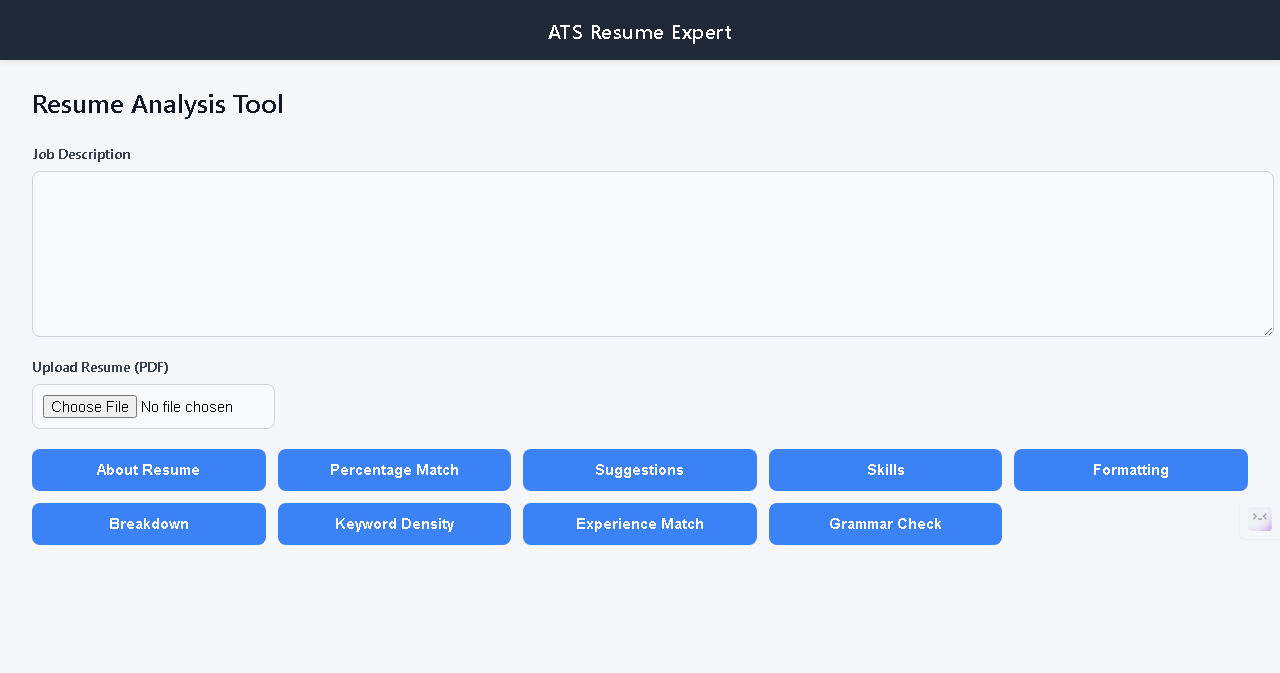 ATS Resume Expert
Resume Analysis Tool
Job Description
Upload Resume (PDF)
Choose File No file chosen
About Resume Percentage Match Suggestions Skills Formatting
Breakdown Keyword Density Experience Match Grammar Check